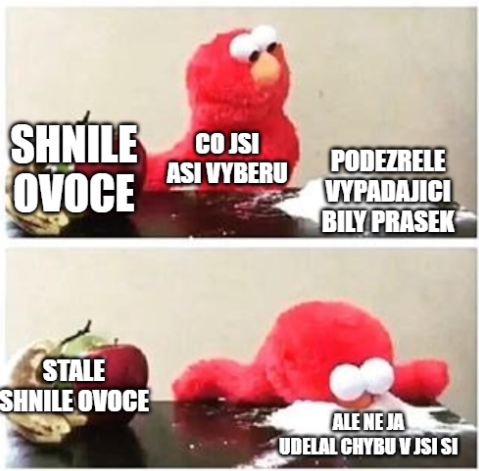 SHNILE
OVOCE
CO JSI
ASI VYBERU
PODEZRELE
VYPADAJICI
BILY PRASEK
STALE
SHNILE OVOCE
ALE NE JA
UDELAL CHYBU V JSI SI